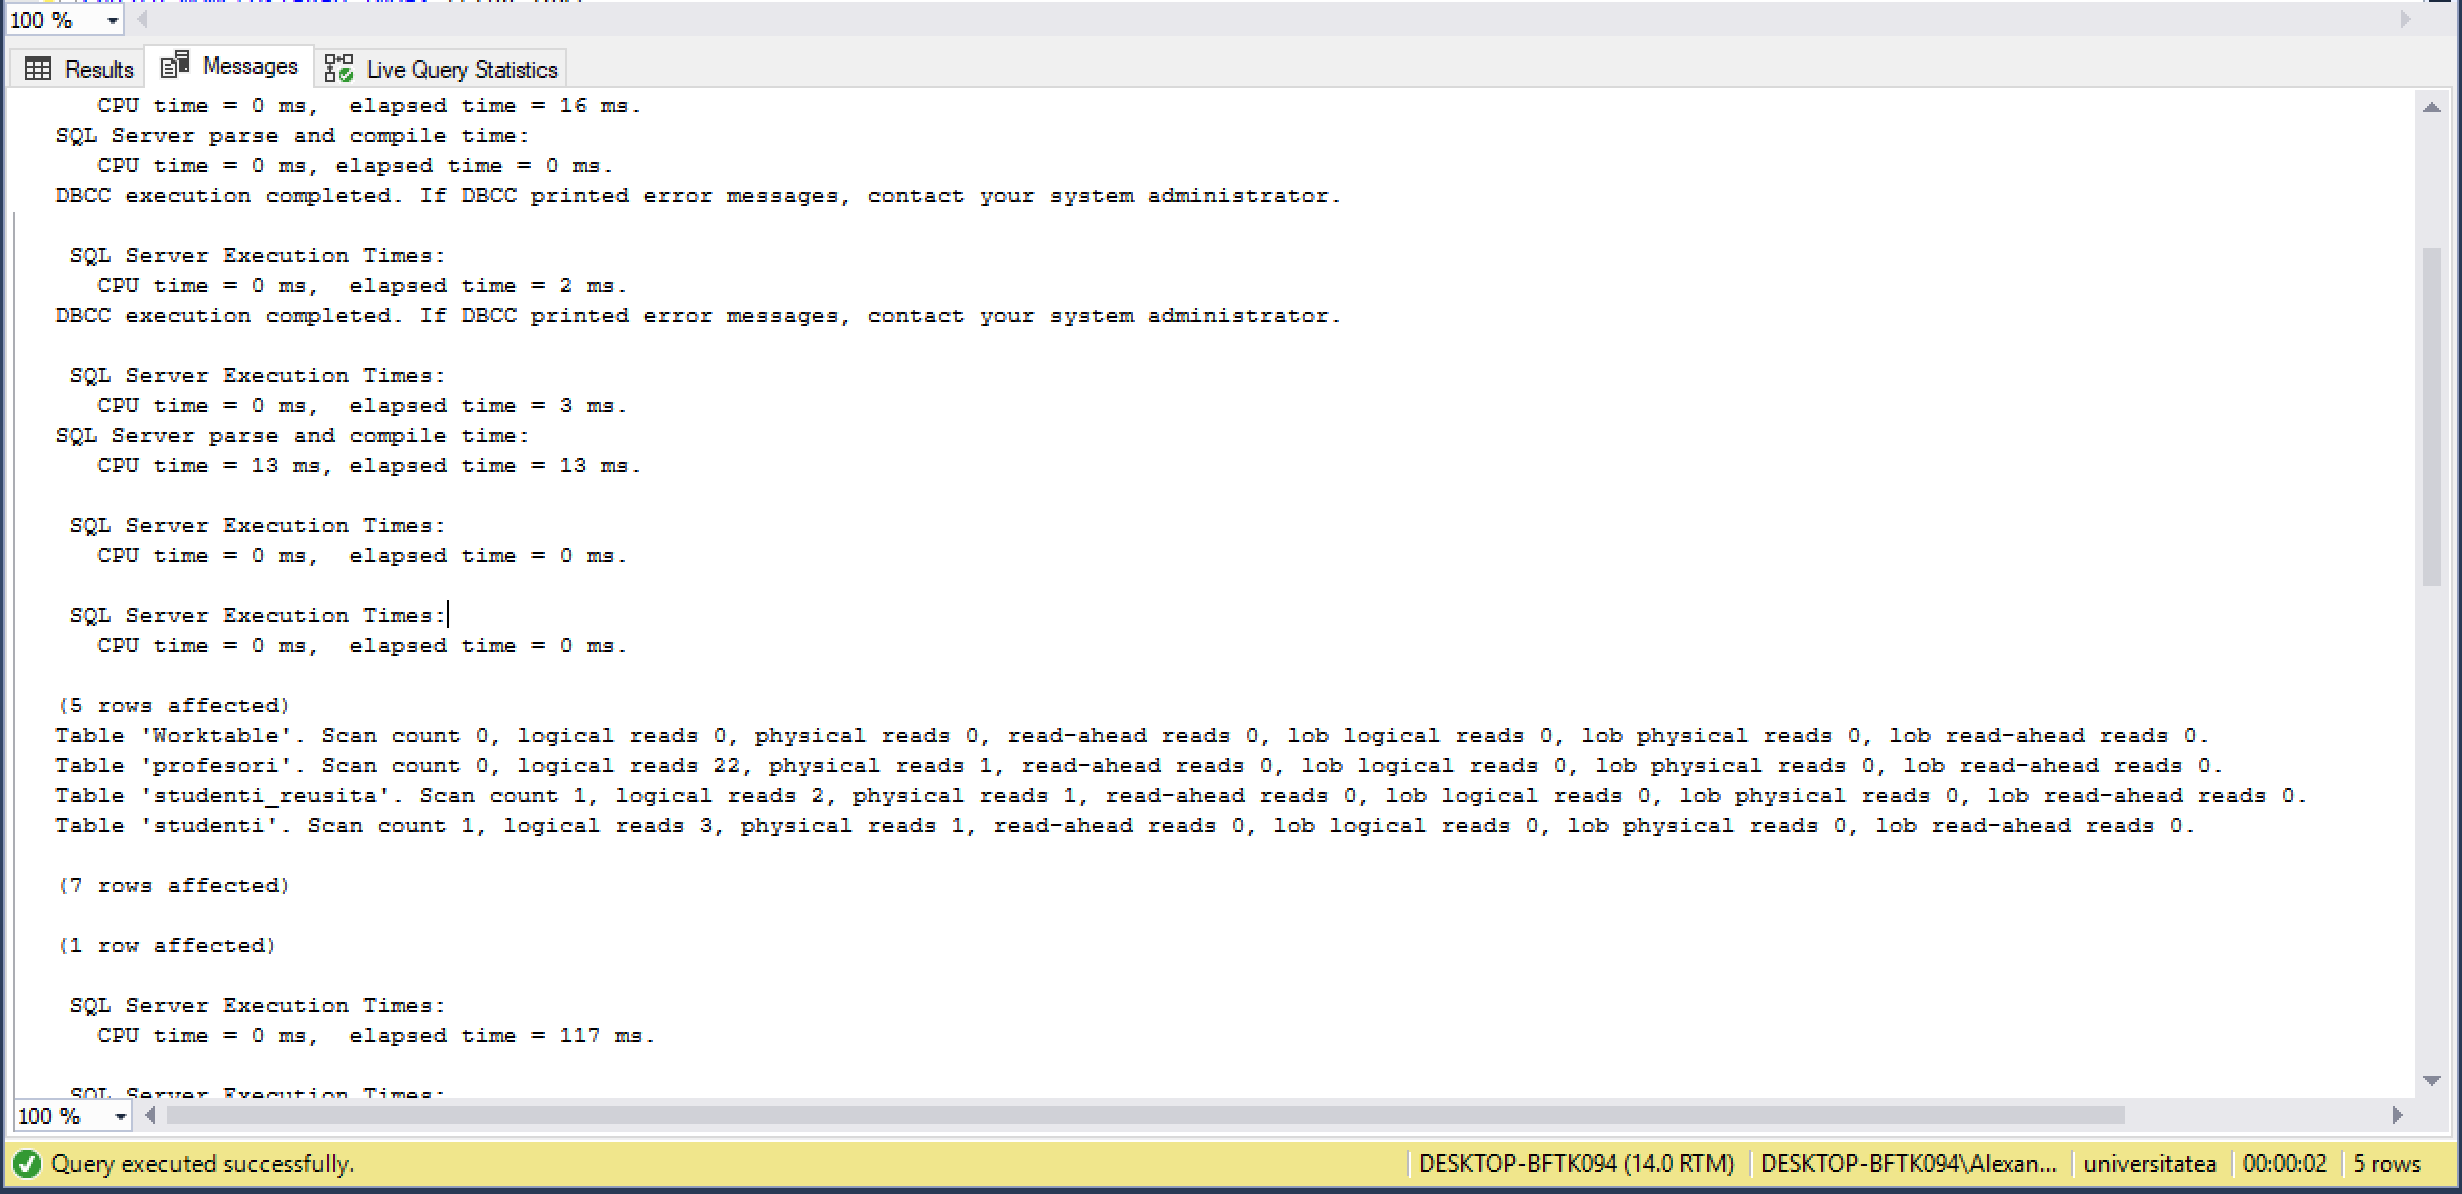 100 %
Results Messages Live Query Statistics
CPU time = 0 ms, elapsed time = 16 ms.
SQL Server parse and compile time:
CPU time = 0 ms, elapsed time = 0 ms.
DBCC execution completed. If DBCC printed error messages, contact your system administrator.
SQL Server Execution Times:
CPU time = 0 ms, elapsed time = 2 ms.
DBCC execution completed. If DBCC printed error messages, contact your system administrator.
SQL Server Execution Times:
CPU time = 0 ms, elapsed time = 3 ms.
SQL Server parse and compile time:
CPU time = 13 ms, elapsed time = 13 ms.
SQL Server Execution Times:
CPU time = 0 ms, elapsed time = 0 ms.
SQL Server Execution Times:
CPU time = 0 ms, elapsed time = 0 ms.
(5 rows affected)
Table 'Worktable'. Scan count 0, logical reads 0, physical reads 0, read-ahead reads 0, lob logical reads 0, lob physical reads 0, lob read-ahead reads 0.
Table 'profesori'. Scan count 0, logical reads 22, physical reads 1, read-ahead reads 0, lob logical reads 0, lob physical reads 0, lob read-ahead reads 0.
Table 'studenti_reusita'. Scan count 1, logical reads 2, physical reads 1, read-ahead reads 0, lob logical reads 0, lob physical reads 0, lob read-ahead reads 0.
Table 'studenti'. Scan count 1, logical reads 3, physical reads 1, read-ahead reads 0, lob logical reads 0, lob physical reads 0, lob read-ahead reads 0.
(7 rows affected)
(1 row affected)
SQL Server Execution Times:
CPU time = 0 ms, elapsed time = 117 ms.
SQL Server Execution Times:
100 %
Query executed successfully. DESKTOP-BFTK094 (14.0 RTM) DESKTOP-BFTK094\Alexan... universitatea 00:00:02 5 rows